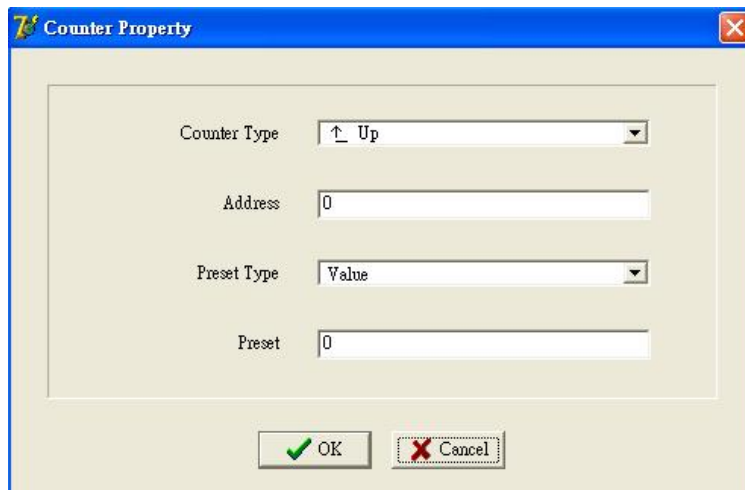 Counter Property
Counter Type
Up
Address
0
Preset Type
Value
Preset
0
OK
Cancel